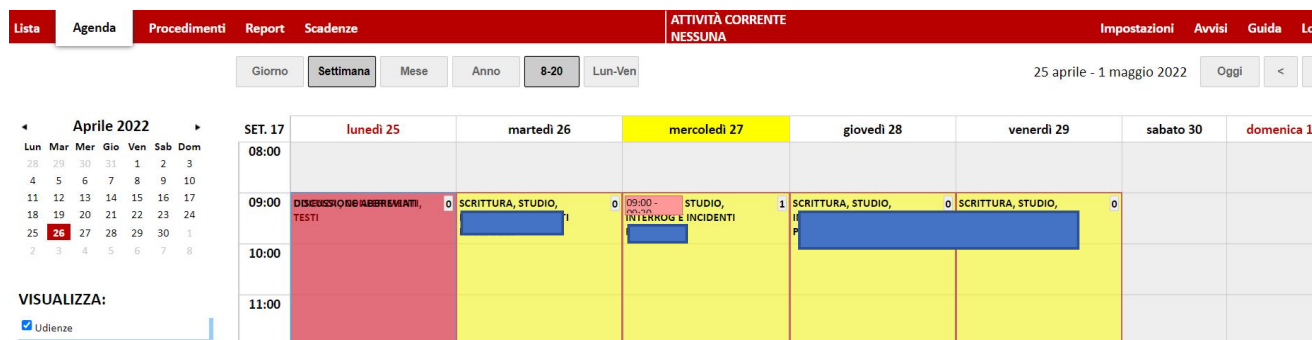 Lista Agenda Procedimenti Report Scadenze ATTIVITÀ CORRENTE Impostazioni Avvisi Guida
NESSUNA
Giorno Settimana Mese Anno 8-20 Lun-Ven 25 aprile - 1 maggio 2022 Oggi <
◄ Aprile 2022 ►
Lun Mar Mer Gio Ven Sab Dom
28 29 30 31 1 2 3
4 5 6 7 8 9 10
11 12 13 14 15 16 17
18 19 20 21 22 23 24
25 26 27 28 29 30 1
2 3 4 5 6 7 8
VISUALIZZA:
Udienze
SET. 17 lunedì 25 martedì 26 mercoledì 27 giovedì 28 venerdì 29 sabato 30 domenica 1
08:00
09:00
TESTI
0
SCRITTURA, STUDIO, 0
09:00 -
STUDIO, 1
INTERROG E INCIDENTI
SCRITTURA, STUDIO, 0
SCRITTURA, STUDIO, 0
10:00
11:00